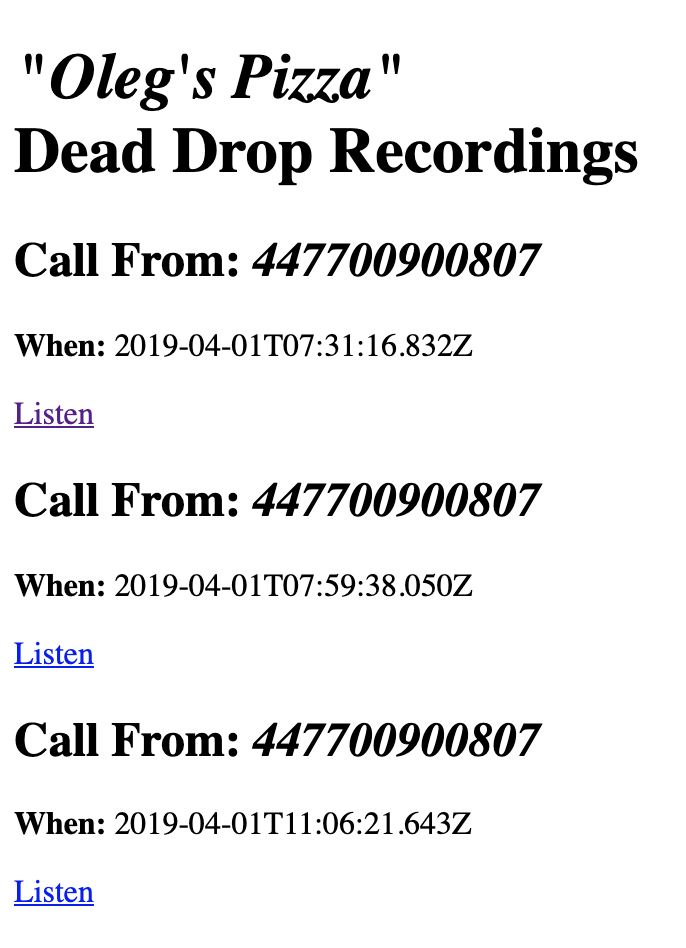 "Oleg's Pizza"
Dead Drop Recordings
Call From: 447700900807
When: 2019-04-01T07:31:16.832Z
Listen
Call From: 447700900807
When: 2019-04-01T07:59:38.050Z
Listen
Call From: 447700900807
When: 2019-04-01T11:06:21.643Z
Listen